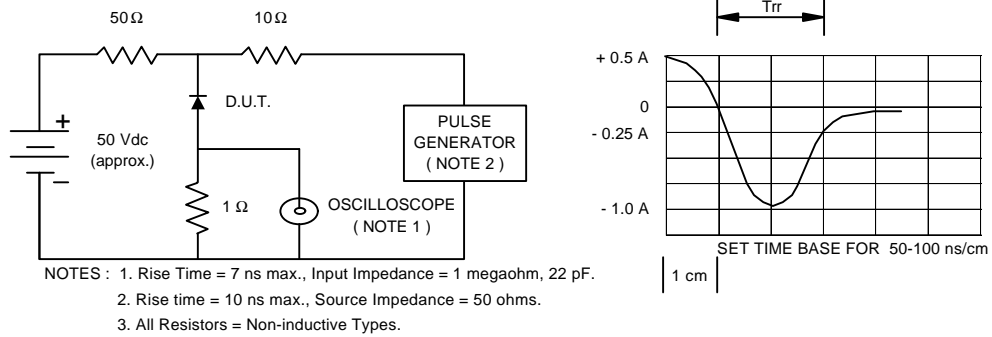 50 Ω
10 Ω
D.U.T.
+
50 Vdc
(approx.)
−
1 Ω
OSCILLOSCOPE
( NOTE 1 )
PULSE
GENERATOR
( NOTE 2 )
Trr
+ 0.5 A
0
- 0.25 A
- 1.0 A
SET TIME BASE FOR 50-100 ns/cm
1 cm
NOTES : 1. Rise Time = 7 ns max., Input Impedance = 1 megaohm, 22 pF.
2. Rise time = 10 ns max., Source Impedance = 50 ohms.
3. All Resistors = Non-inductive Types.